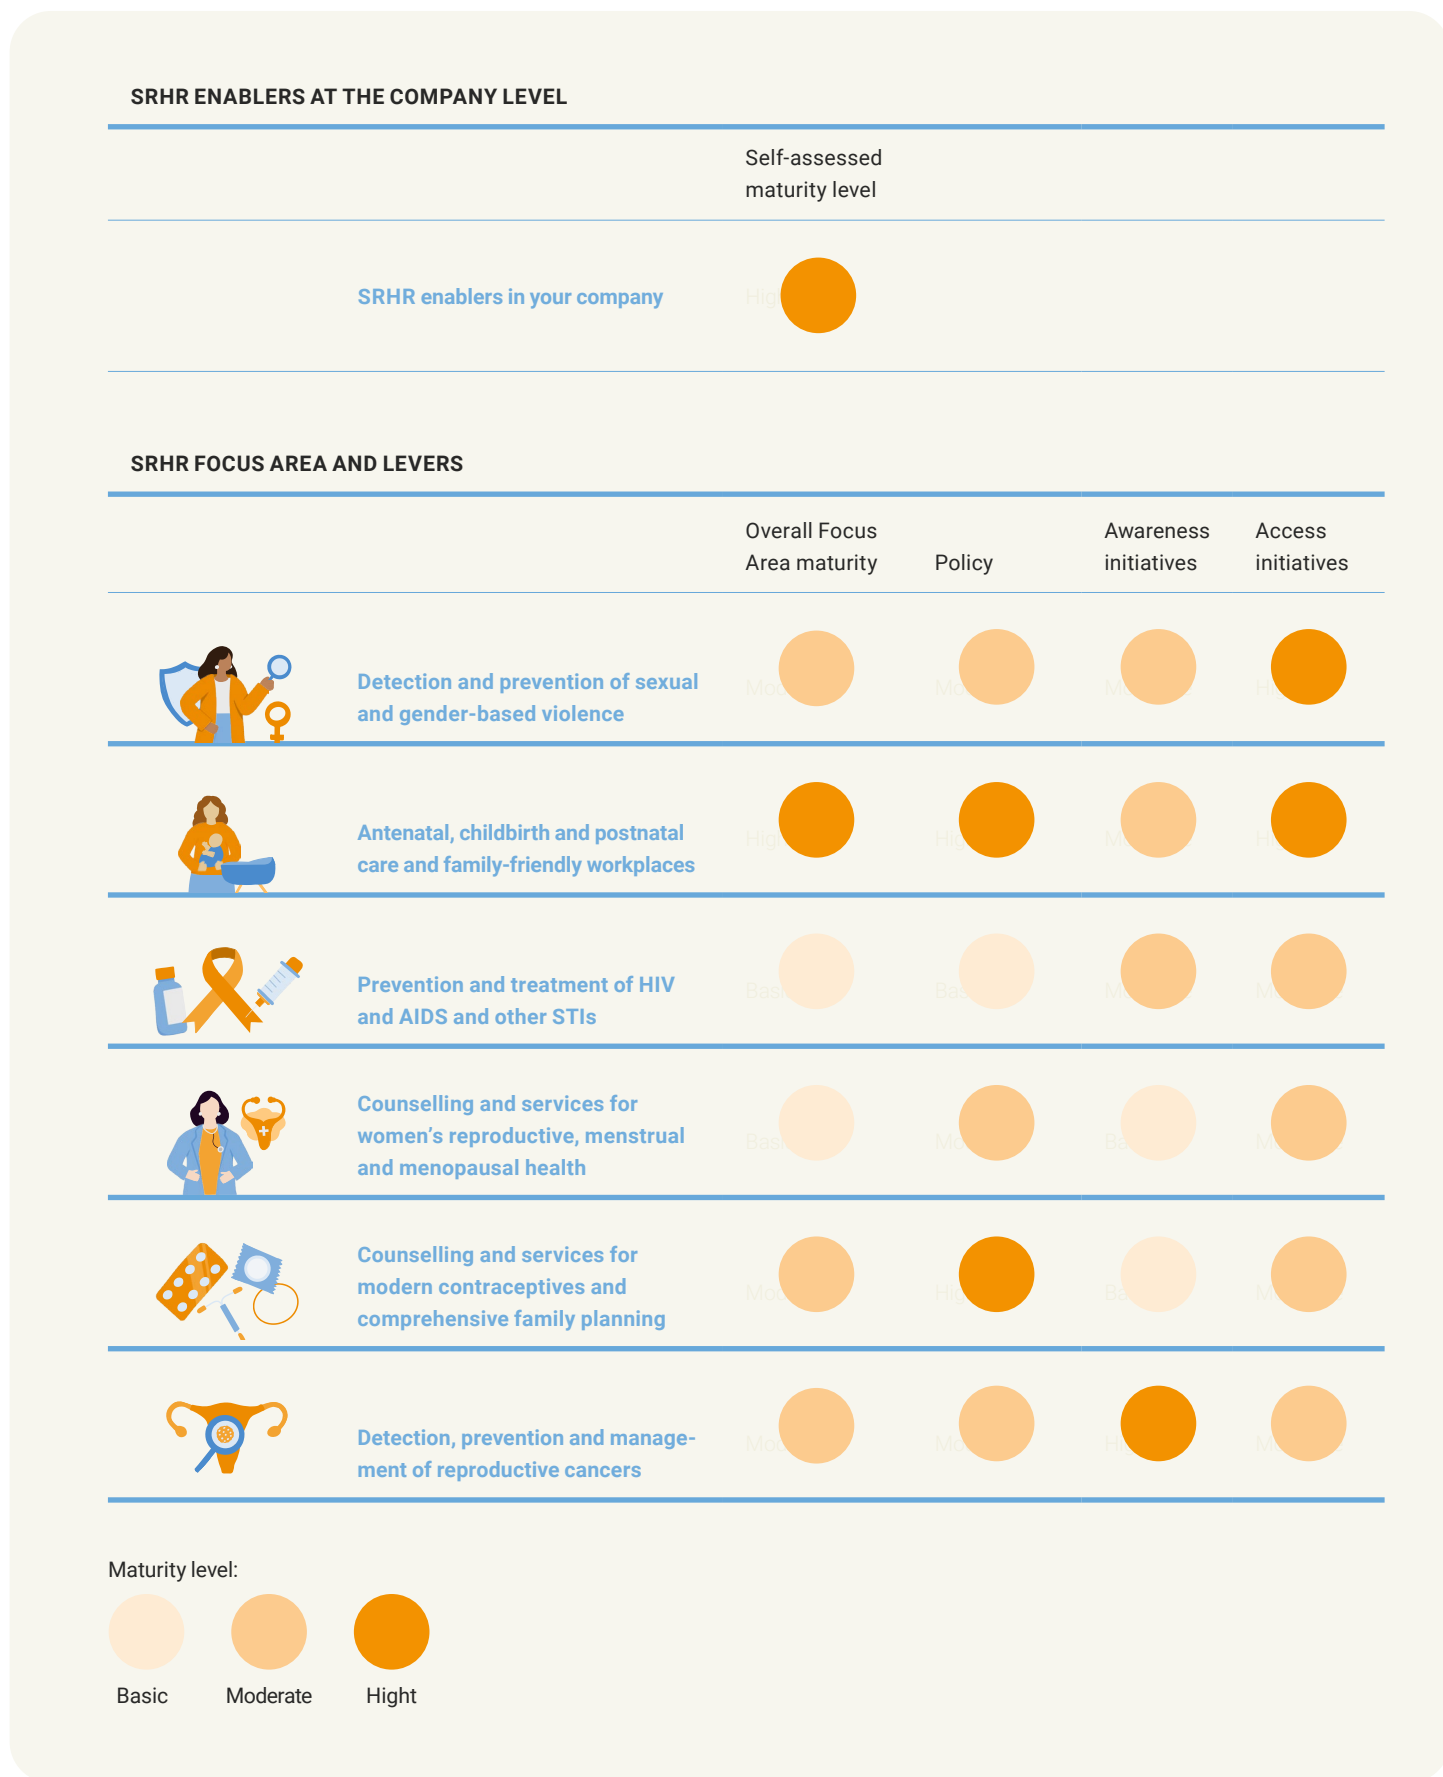 SRHR ENABLERS AT THE COMPANY LEVEL
Self-assessed
maturity level
SRHR enablers in your company
SRHR FOCUS AREA AND LEVERS
Overall Focus
Area maturity
Policy
Awareness
initiatives
Access
initiatives
Detection and prevention of sexual
and gender-based violence
Antenatal, childbirth and postnatal
care and family-friendly workplaces
Prevention and treatment of HIV
and AIDS and other STIs
Counselling and services for
women's reproductive, menstrual
and menopausal health
Counselling and services for
modern contraceptives and
comprehensive family planning
Detection, prevention and manage-
ment of reproductive cancers
Maturity level:
Basic
Moderate
Hight